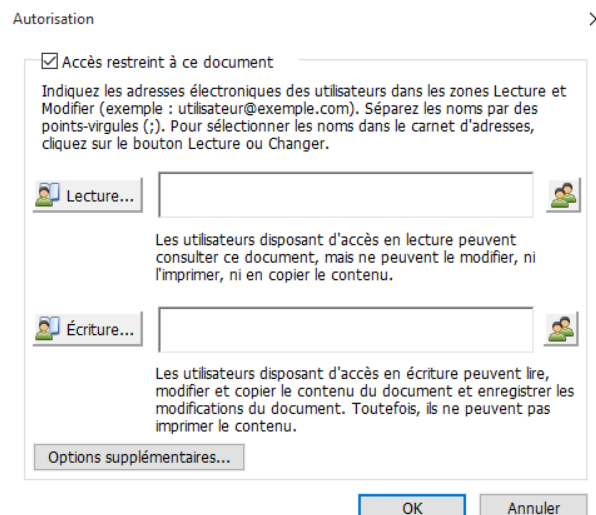 Autorisation
Accès restreint à ce document
Indiquez les adresses électroniques des utilisateurs dans les zones Lecture et
Modifier (exemple : utilisateur@exemple.com). Séparez les noms par des
points-virgules (;). Pour sélectionner les noms dans le carnet d'adresses,
cliquez sur le bouton Lecture ou Changer.
Lecture...
Les utilisateurs disposant d'accès en lecture peuvent
consulter ce document, mais ne peuvent le modifier, ni
l'imprimer, ni en copier le contenu.
Écriture...
Les utilisateurs disposant d'accès en écriture peuvent lire,
modifier et copier le contenu du document et enregistrer les
modifications du document. Toutefois, ils ne peuvent pas
imprimer le contenu.
Options supplémentaires...
OK Annuler